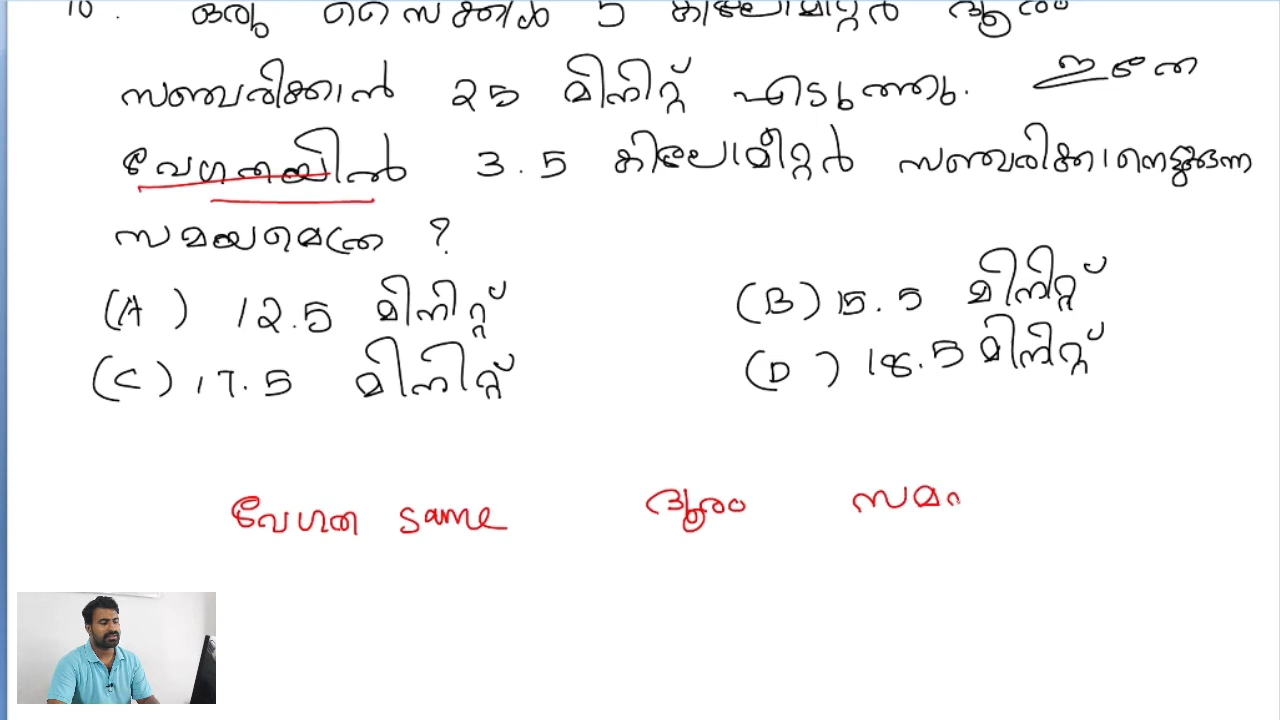 10. ഒരു സൈക്കിൾ 5 കിലോമീറ്റർ ദൂരം
സഞ്ചരിക്കാൻ 25 മിനിറ്റ് എടുത്തു. ഇതേ
വേഗതയിൽ 3.5 കിലോമീറ്റർ സഞ്ചരിക്കാനെടുക്കുന്ന
സമയമെത്ര ?
(A) 12.5 മിനിറ്റ് (B) 15.5 മിനിറ്റ്
(C) 17.5 മിനിറ്റ് (D) 18.5 മിനിറ്റ്
വേഗത same ദൂരം സമ